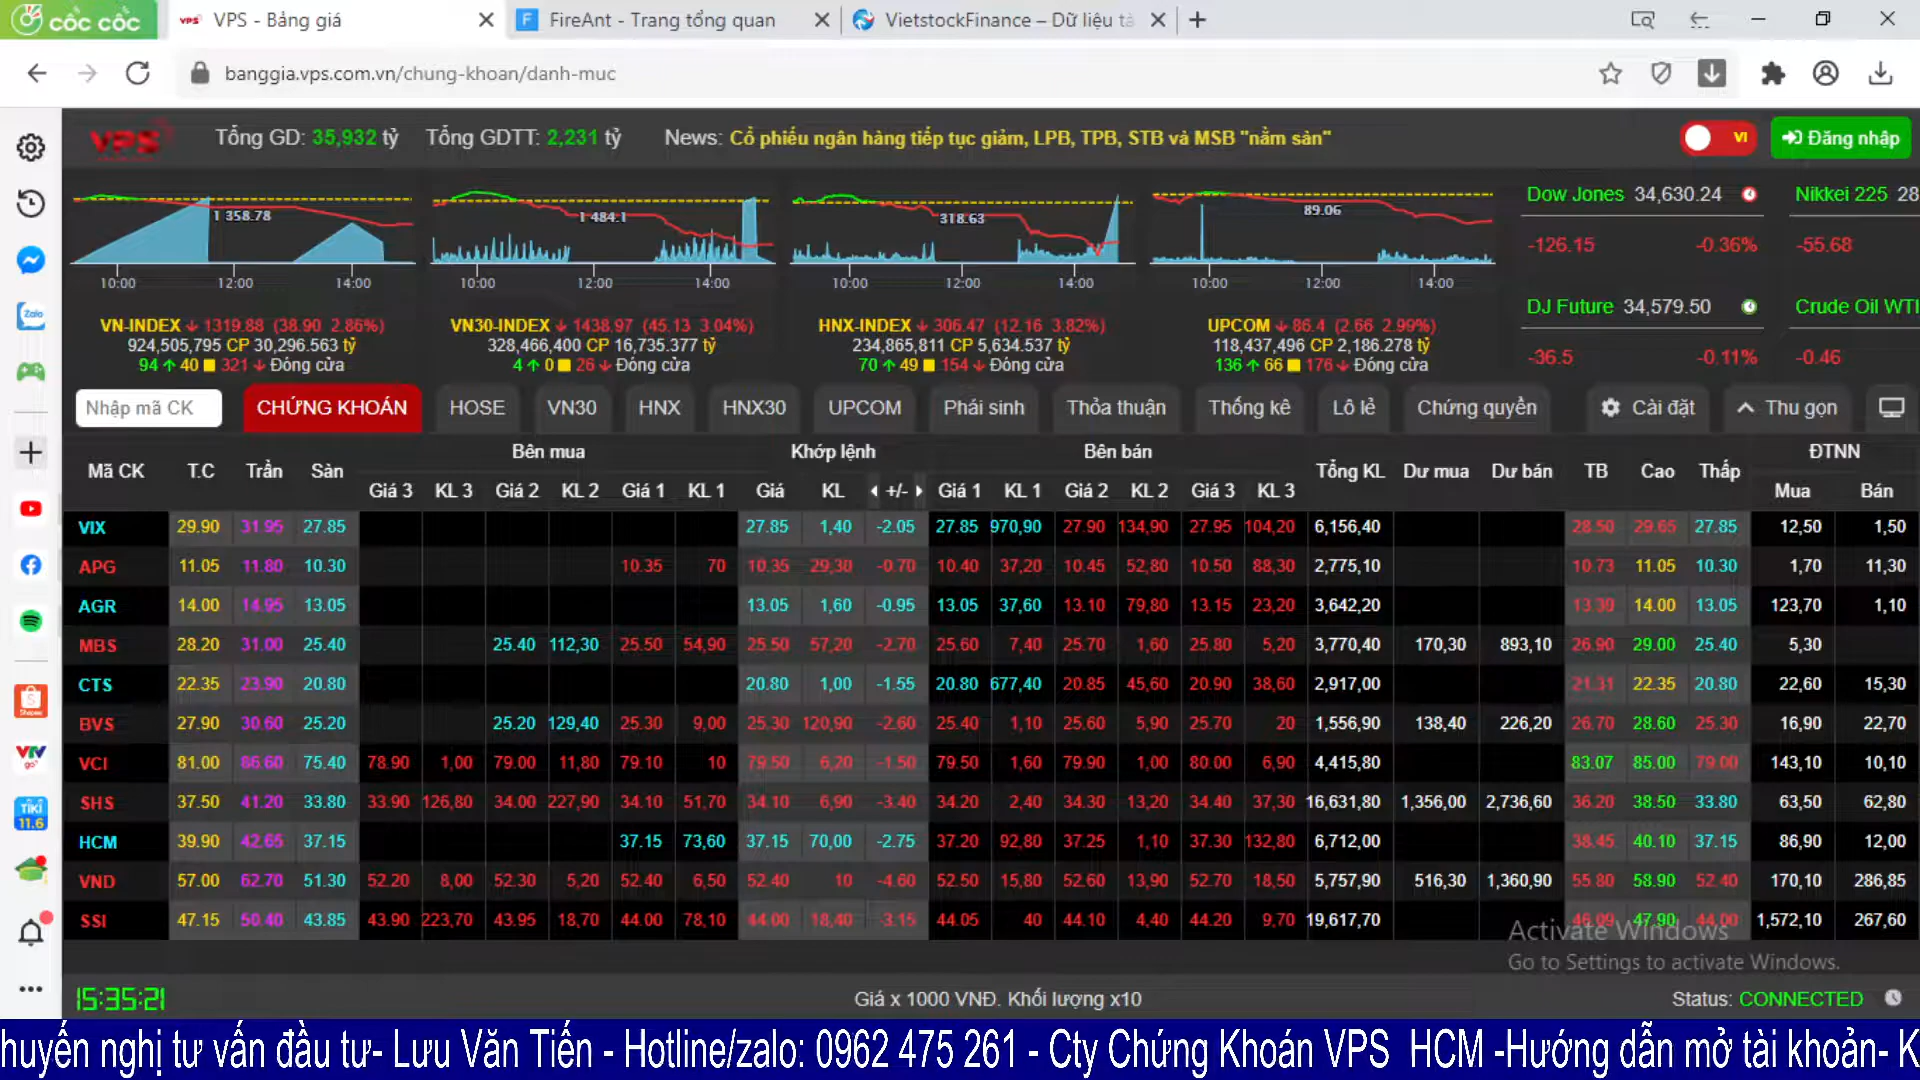 cốc cốc
VPS - Bảng giá
FireAnt - Trang tổng quan
VietstockFinance – Dữ liệu tà
banggia.vps.com.vn/chung-khoan/danh-muc
VPS Tổng GD: 35,932 tỷ Tổng GDTT: 2,231 tỷ News: Cổ phiếu ngân hàng tiếp tục giảm, LPB, TPB, STB và MSB "nằm sàn" VI Đăng nhập
1 358.78 1 484.1 318.63 89.06
10:00 12:00 14:00 10:00 12:00 14:00 10:00 12:00 14:00 10:00 12:00 14:00
Dow Jones 34,630.24 Nikkei 225 28
-126.15 -0.36% -55.68
DJ Future 34,579.50 Crude Oil WTI
-36.5 -0.11% -0.46
VN-INDEX 1319.88 (38.90 2.86%)
924,505,795 CP 30,296.563 tỷ
94 40 321 Đóng cửa
VN30-INDEX 1438.97 (45.13 3.04%)
328,466,400 CP 16,735.377 tỷ
4 0 26 Đóng cửa
HNX-INDEX 306.47 (12.16 3.82%)
234,865,811 CP 5,634.537 tỷ
70 49 154 Đóng cửa
UPCOM 86.4 (2.66 2.99%)
118,437,496 CP 2,186.278 tỷ
136 66 176 Đóng cửa
Nhập mã CK CHỨNG KHOÁN HOSE VN30 HNX HNX30 UPCOM Phái sinh Thỏa thuận Thống kê Lô lẻ Chứng quyền Cài đặt Thu gọn
Mã CK T.C Trần Sàn Bên mua Khớp lệnh Bên bán Tổng KL Dư mua Dư bán TB Cao Thấp ĐTNN
Giá 3 KL 3 Giá 2 KL 2 Giá 1 KL 1 Giá KL +/- Giá 1 KL 1 Giá 2 KL 2 Giá 3 KL 3 Mua Bán
VIX 29.90 31.95 27.85 27.85 1,40 -2.05 27.85 970,90 27.90 134,90 27.95 104,20 6,156,40 28.50 29.65 27.85 12,50 1,50
APG 11.05 11.80 10.30 10.35 70 10.35 29,30 -0.70 10.40 37,20 10.45 52,80 10.50 88,30 2,775,10 10.73 11.05 10.30 1,70 11,30
AGR 14.00 14.95 13.05 13.05 1,60 -0.95 13.05 37,60 13.10 79,80 13.15 23,20 3,642,20 13.30 14.00 13.05 123,70 1,10
MBS 28.20 31.00 25.40 25.40 112,30 25.50 54,90 25.50 57,20 -2.70 25.60 7,40 25.70 1,60 25.80 5,20 3,770,40 170,30 893,10 26.90 29.00 25.40 5,30
CTS 22.35 23.90 20.80 20.80 1,00 -1.55 20.80 677,40 20.85 45,60 20.90 38,60 2,917,00 21.31 22.35 20.80 22,60 15,30
BVS 27.90 30.60 25.20 25.20 129,40 25.30 9,00 25.30 120,90 -2.60 25.40 1,10 25.60 5,90 25.70 20 1,556,90 138,40 226,20 26.70 28.60 25.30 16,90 22,70
VCI 81.00 86.60 75.40 78.90 1,00 79.00 11,80 79.10 10 79.50 6,20 -1.50 79.50 1,60 79.90 1,00 80.00 6,90 4,415,80 83.07 85.00 79.00 143,10 10,10
SHS 37.50 41.20 33.80 33.90 126,80 34.00 227,90 34.10 51,70 34.10 6,90 -3.40 34.20 2,40 34.30 13,20 34.40 37,30 16,631,80 1,356,00 2,736,60 36.20 38.50 33.80 63,50 62,80
HCM 39.90 42.65 37.15 37.15 73,60 37.15 70,00 -2.75 37.20 92,80 37.25 1,10 37.30 132,80 6,712,00 38.45 40.10 37.15 86,90 12,00
VND 57.00 62.70 51.30 52.20 8,00 52.30 5,20 52.40 6,50 52.40 10 -4.60 52.50 15,80 52.60 13,90 52.70 18,50 5,757,90 516,30 1,360,90 55.80 58.90 52.40 170,10 286,85
SSI 47.15 50.40 43.85 43.90 223,70 43.95 18,70 44.00 78,10 44.00 18,40 -3.15 44.05 40 44.10 4,40 44.20 9,70 19,617,70 46.09 47.90 44.00 1,572,10 267,60
Activate Windows
Go to Settings to activate Windows.
15:35:21 Giá x 1000 VNĐ. Khối lượng x10 Status: CONNECTED
huyến nghị tư vấn đầu tư- Lưu Văn Tiến - Hotline/zalo: 0962 475 261 - Cty Chứng Khoán VPS HCM -Hướng dẫn mở tài khoản- K
Zalo
Shopee
VTV
go
TIKI
11.6